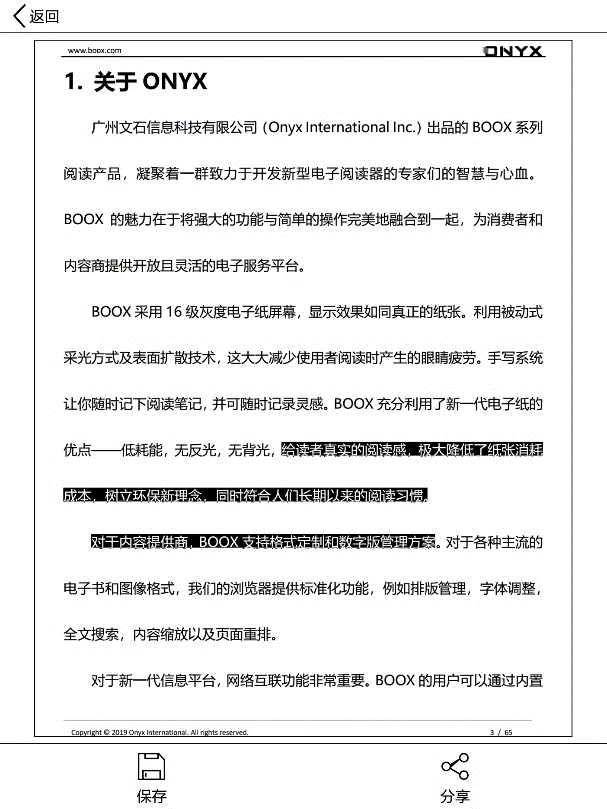 返回
www.boox.com
ONYX
1. 关于 ONYX
广州文石信息科技有限公司（Onyx International Inc.）出品的 BOOX 系列
阅读产品，凝聚着一群致力于开发新型电子阅读器的专家们的智慧与心血。
BOOX 的魅力在于将强大的功能与简单的操作完美地融合到一起，为消费者和
内容商提供开放且灵活的电子服务平台。
BOOX 采用 16 级灰度电子纸屏幕，显示效果如同真正的纸张。利用被动式
采光方式及表面扩散技术，这大大减少使用者阅读时产生的眼睛疲劳。手写系统
让你随时记下阅读笔记，并可随时记录灵感。BOOX 充分利用了新一代电子纸的
优点——低耗能，无反光，无背光，给读者真实的阅读感，极大降低了纸张消耗
成本，树立环保新理念，同时符合人们长期以来的阅读习惯。
对于内容提供商，BOOX 支持格式定制和数字版管理方案。对于各种主流的
电子书和图像格式，我们的浏览器提供标准化功能，例如排版管理，字体调整，
全文搜索，内容缩放以及页面重排。
对于新一代信息平台，网络互联功能非常重要。BOOX 的用户可以通过内置
Copyright © 2019 Onyx International. All rights reserved.
3 / 65
保存
分享